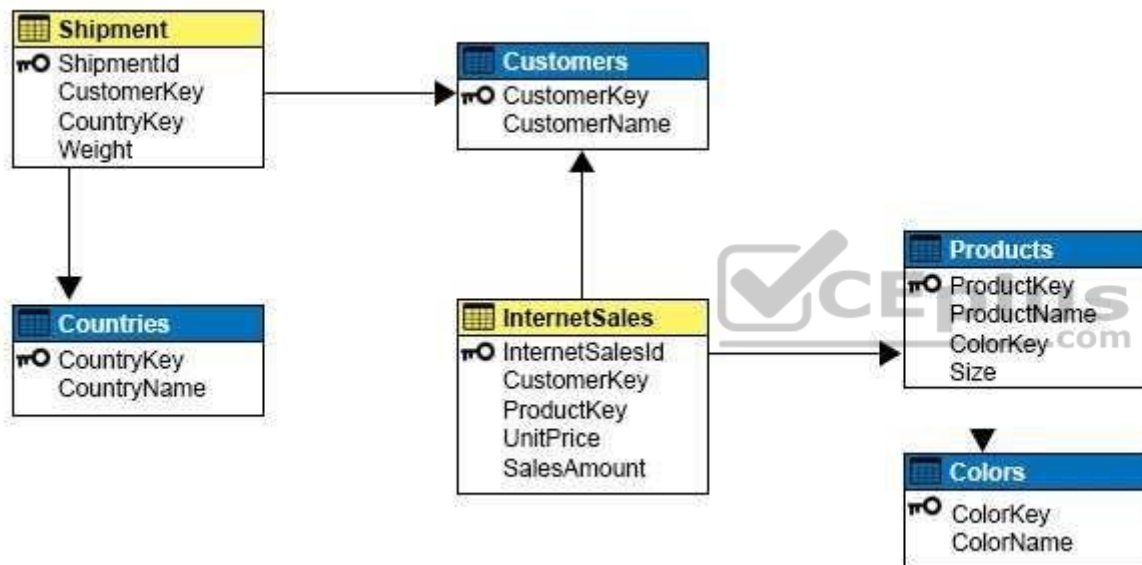 Shipment
ShipmentId
CustomerKey
CountryKey
Weight
Customers
CustomerKey
CustomerName
Countries
CountryKey
CountryName
InternetSales
InternetSalesId
CustomerKey
ProductKey
UnitPrice
SalesAmount
Products
ProductKey
ProductName
ColorKey
Size
Colors
ColorKey
ColorName
VCEplus
.com